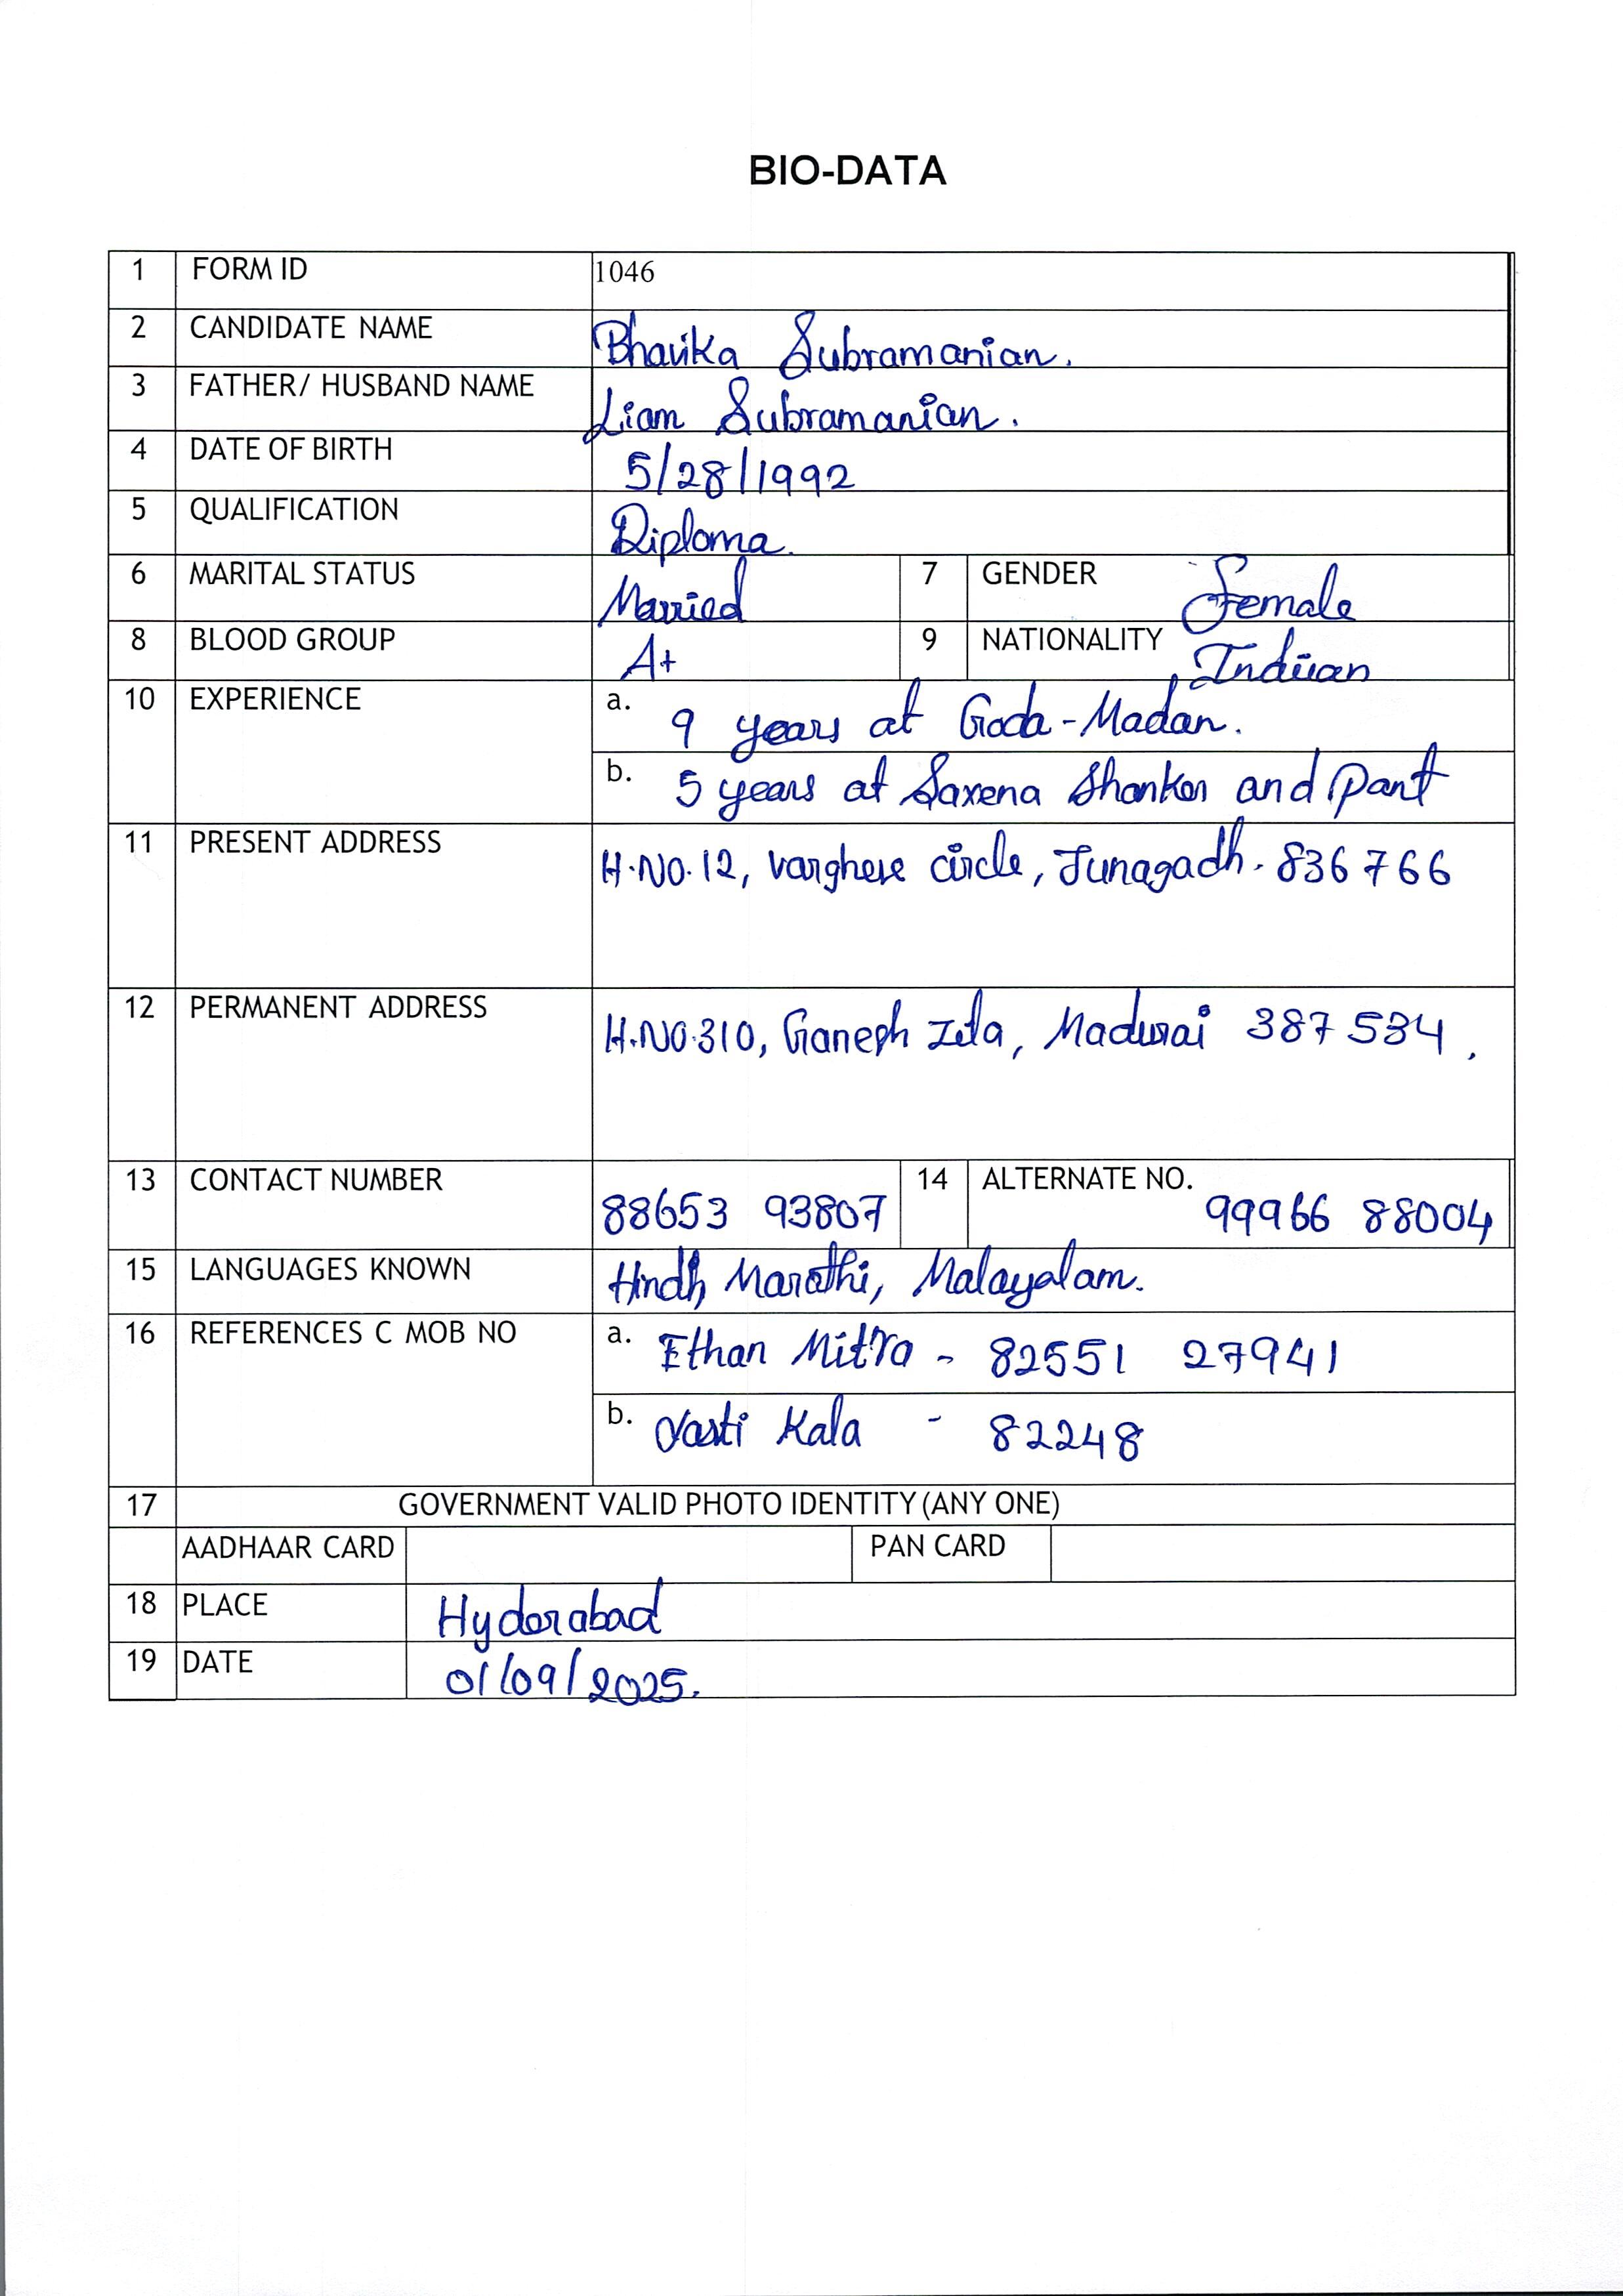 BIO-DATA
1 FORM ID 1046
2 CANDIDATE NAME Bhavika Subramanian.
3 FATHER/ HUSBAND NAME Liam Subramanian.
4 DATE OF BIRTH 5/28/1992
5 QUALIFICATION Diploma.
6 MARITAL STATUS Married 7 GENDER Female
8 BLOOD GROUP A+ 9 NATIONALITY Indian
10 EXPERIENCE a. 9 years at Goda-Madan.
b. 5 years at Saxena Shanker and Pant
11 PRESENT ADDRESS H.NO.12, Varghese circle, Junagadh. 836766
12 PERMANENT ADDRESS H.NO.310, Ganesh Zila, Madurai 387534.
13 CONTACT NUMBER 88653 93807 14 ALTERNATE NO. 99966 88004
15 LANGUAGES KNOWN Hindi, Marathi, Malayalam.
16 REFERENCES C MOB NO a. Ethan Mitra - 82551 27941
b. Kala - 82248
17 GOVERNMENT VALID PHOTO IDENTITY (ANY ONE)
AADHAAR CARD PAN CARD
18 PLACE Hyderabad
19 DATE 01/09/2025.